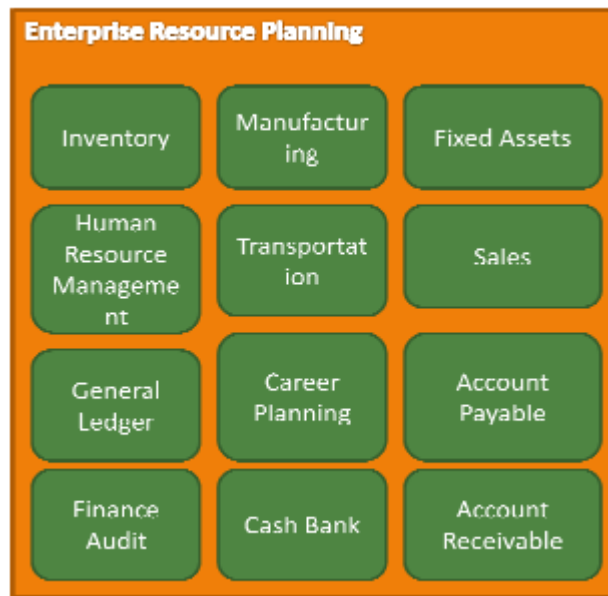 Enterprise Resource Planning
Inventory
Manufactur
ing
Fixed Assets
Human
Resource
Manageme
nt
Transportat
ion
Sales
General
Ledger
Career
Planning
Account
Payable
Finance
Audit
Cash Bank
Account
Receivable